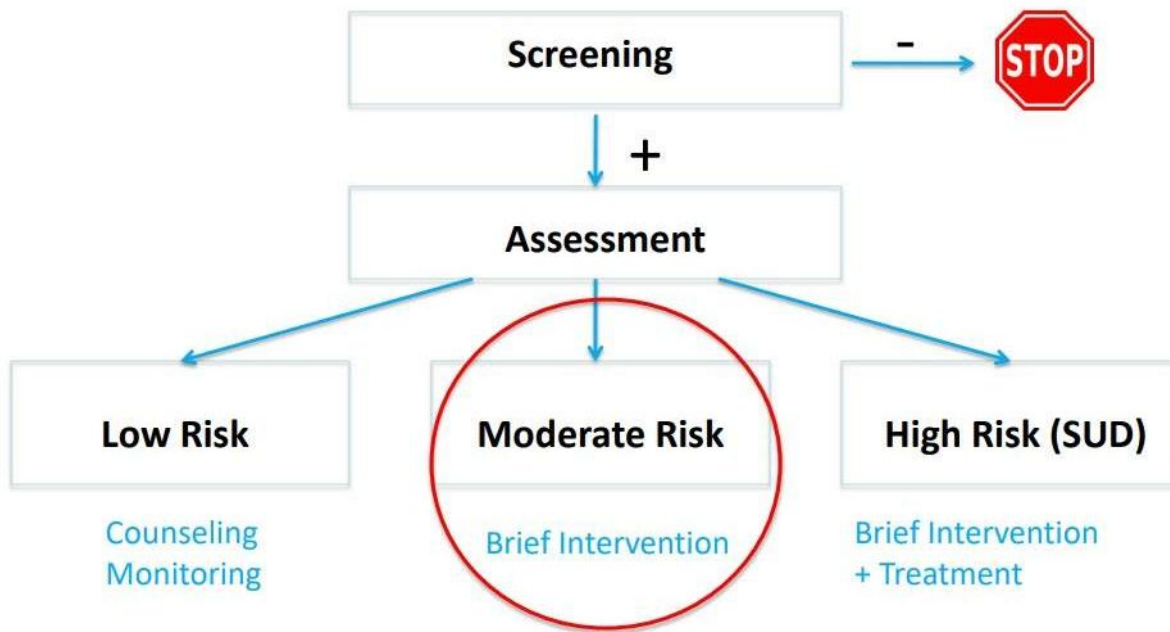 Screening
-
STOP
+
Assessment
Low Risk
Moderate Risk
High Risk (SUD)
Counseling
Monitoring
Brief Intervention
Brief Intervention
+ Treatment